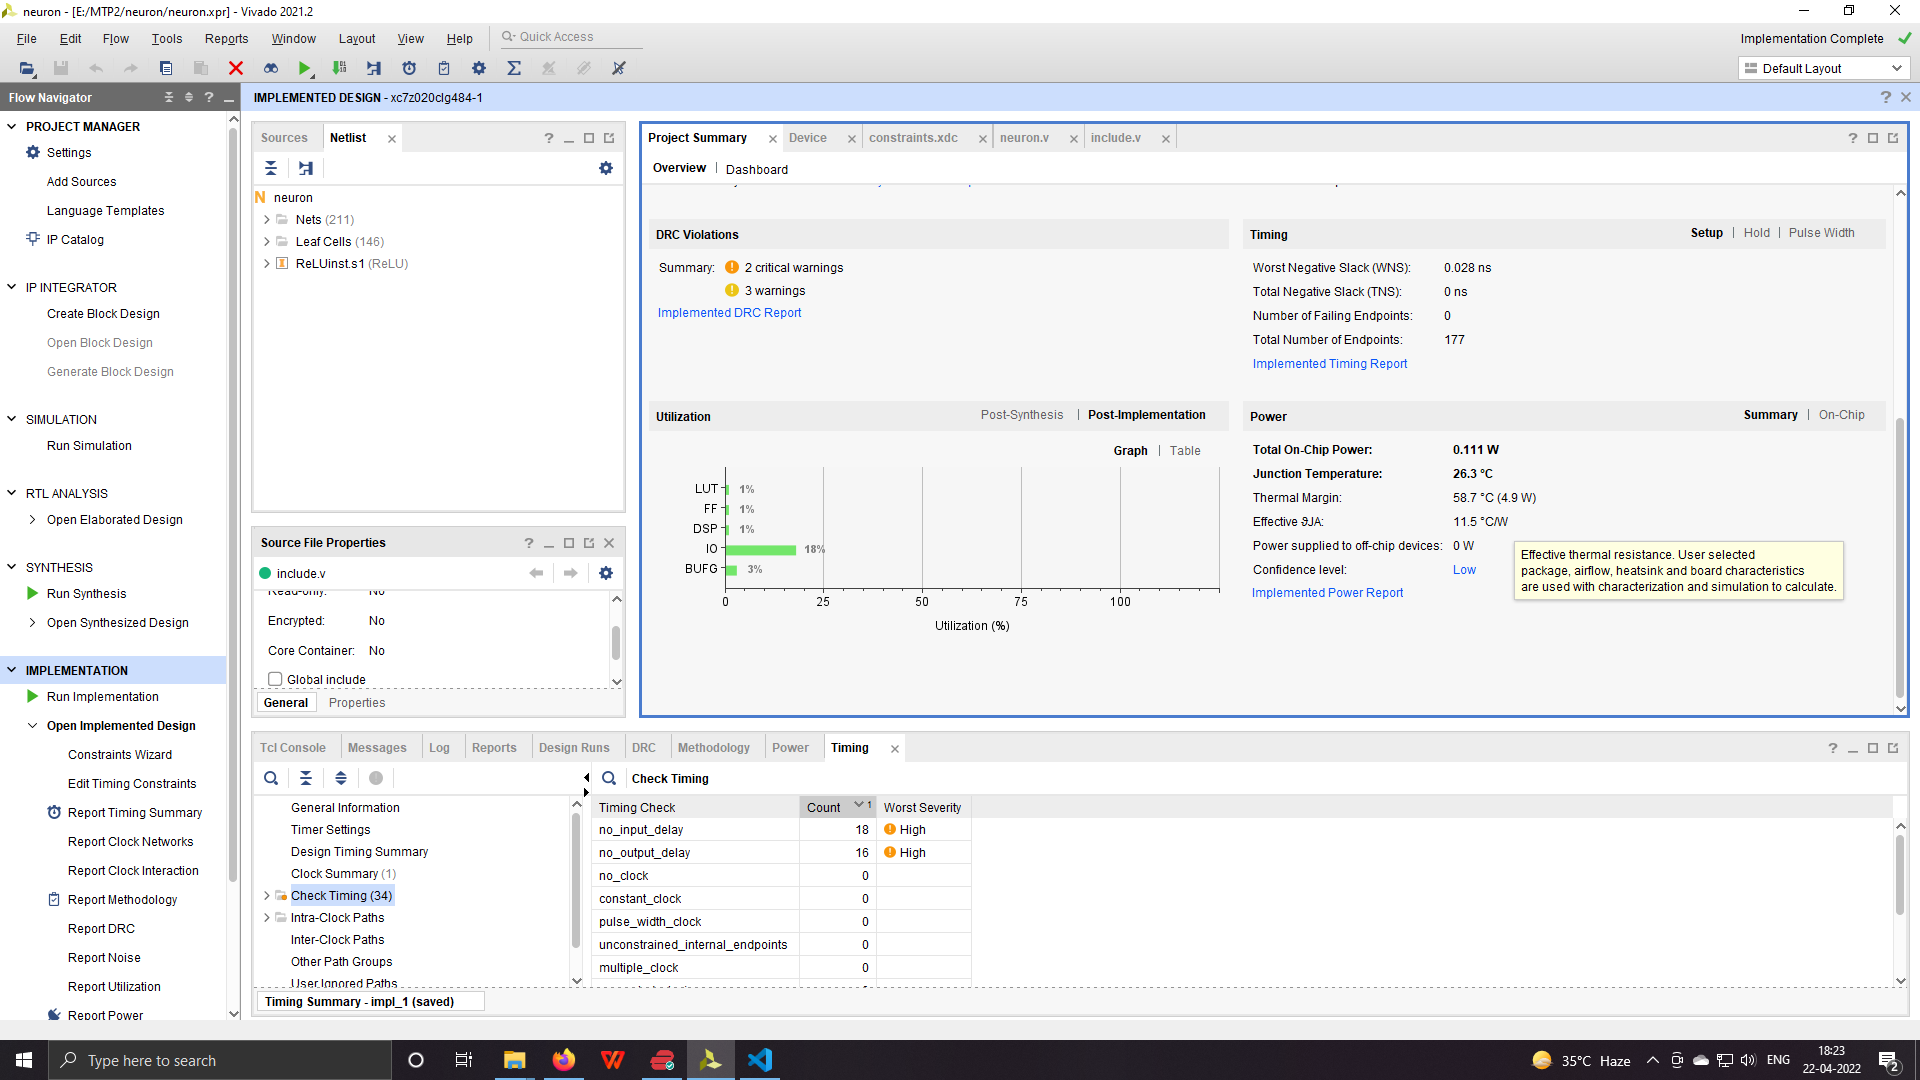 neuron - [E:/MTP2/neuron/neuron.xpr] - Vivado 2021.2
File Edit Flow Tools Reports Window Layout View Help Quick Access
Implementation Complete
Default Layout
Flow Navigator
PROJECT MANAGER
Settings
Add Sources
Language Templates
IP Catalog
IP INTEGRATOR
Create Block Design
Open Block Design
Generate Block Design
SIMULATION
Run Simulation
RTL ANALYSIS
Open Elaborated Design
SYNTHESIS
Run Synthesis
Open Synthesized Design
IMPLEMENTATION
Run Implementation
Open Implemented Design
Constraints Wizard
Edit Timing Constraints
Report Timing Summary
Report Clock Networks
Report Clock Interaction
Report Methodology
Report DRC
Report Noise
Report Utilization
Report Power
IMPLEMENTED DESIGN - xc7z020clg484-1
Sources Netlist
N neuron
Nets (211)
Leaf Cells (146)
ReLUinst.s1 (ReLU)
Source File Properties
include.v
Read-only: No
Encrypted: No
Core Container: No
Global include
General Properties
Project Summary Device constraints.xdc neuron.v include.v
Overview | Dashboard
DRC Violations
Summary: 2 critical warnings
3 warnings
Implemented DRC Report
Timing Setup | Hold | Pulse Width
Worst Negative Slack (WNS): 0.028 ns
Total Negative Slack (TNS): 0 ns
Number of Failing Endpoints: 0
Total Number of Endpoints: 177
Implemented Timing Report
Utilization Post-Synthesis | Post-Implementation
Graph | Table
LUT 1%
FF 1%
DSP 1%
IO 18%
BUFG 3%
0 25 50 75 100
Utilization (%)
Power Summary | On-Chip
Total On-Chip Power: 0.111 W
Junction Temperature: 26.3 °C
Thermal Margin: 58.7 °C (4.9 W)
Effective ϑJA: 11.5 °C/W
Power supplied to off-chip devices: 0 W
Confidence level: Low
Implemented Power Report
Effective thermal resistance. User selected
package, airflow, heatsink and board characteristics
are used with characterization and simulation to calculate.
Tcl Console Messages Log Reports Design Runs DRC Methodology Power Timing
General Information
Timer Settings
Design Timing Summary
Clock Summary (1)
Check Timing (34)
Intra-Clock Paths
Inter-Clock Paths
Other Path Groups
User Ignored Paths
Timing Summary - impl_1 (saved)
Check Timing
Timing Check Count 1 Worst Severity
no_input_delay 18 High
no_output_delay 16 High
no_clock 0
constant_clock 0
pulse_width_clock 0
unconstrained_internal_endpoints 0
multiple_clock 0
Type here to search
35°C Haze
ENG
18:23
22-04-2022
2